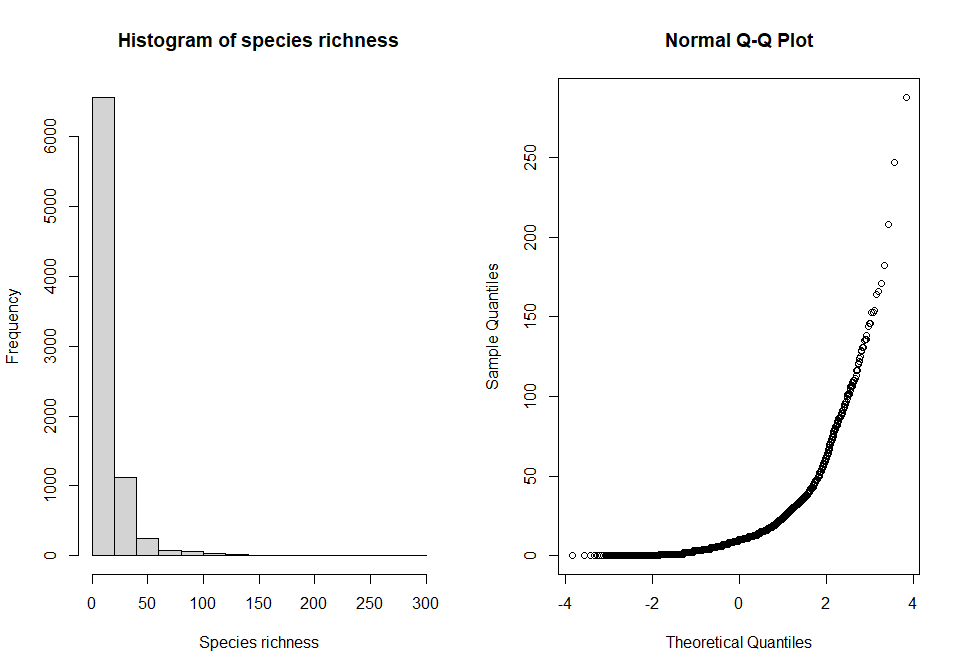 Histogram of species richness
Frequency
0
1000
2000
3000
4000
5000
6000
0 50 100 150 200 250 300
Species richness
Normal Q-Q Plot
Sample Quantiles
0
50
100
150
200
250
-4 -2 0 2 4
Theoretical Quantiles